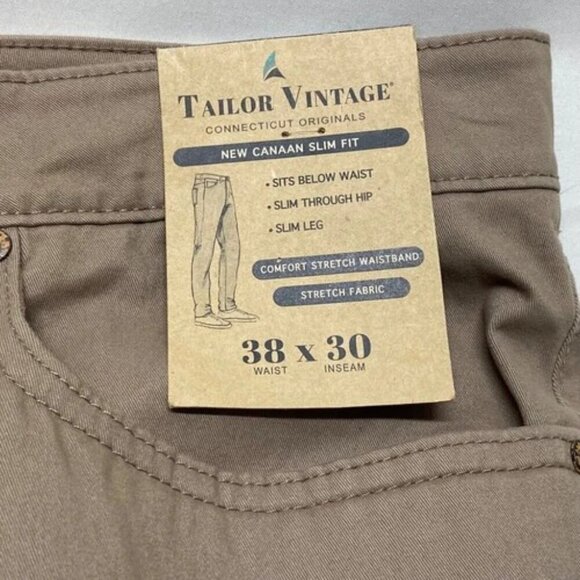 TAILOR VINTAGE®
CONNECTICUT ORIGINALS
NEW CANAAN SLIM FIT
• SITS BELOW WAIST
• SLIM THROUGH HIP
• SLIM LEG
COMFORT STRETCH WAISTBAND
STRETCH FABRIC
38 x 30
WAIST INSEAM